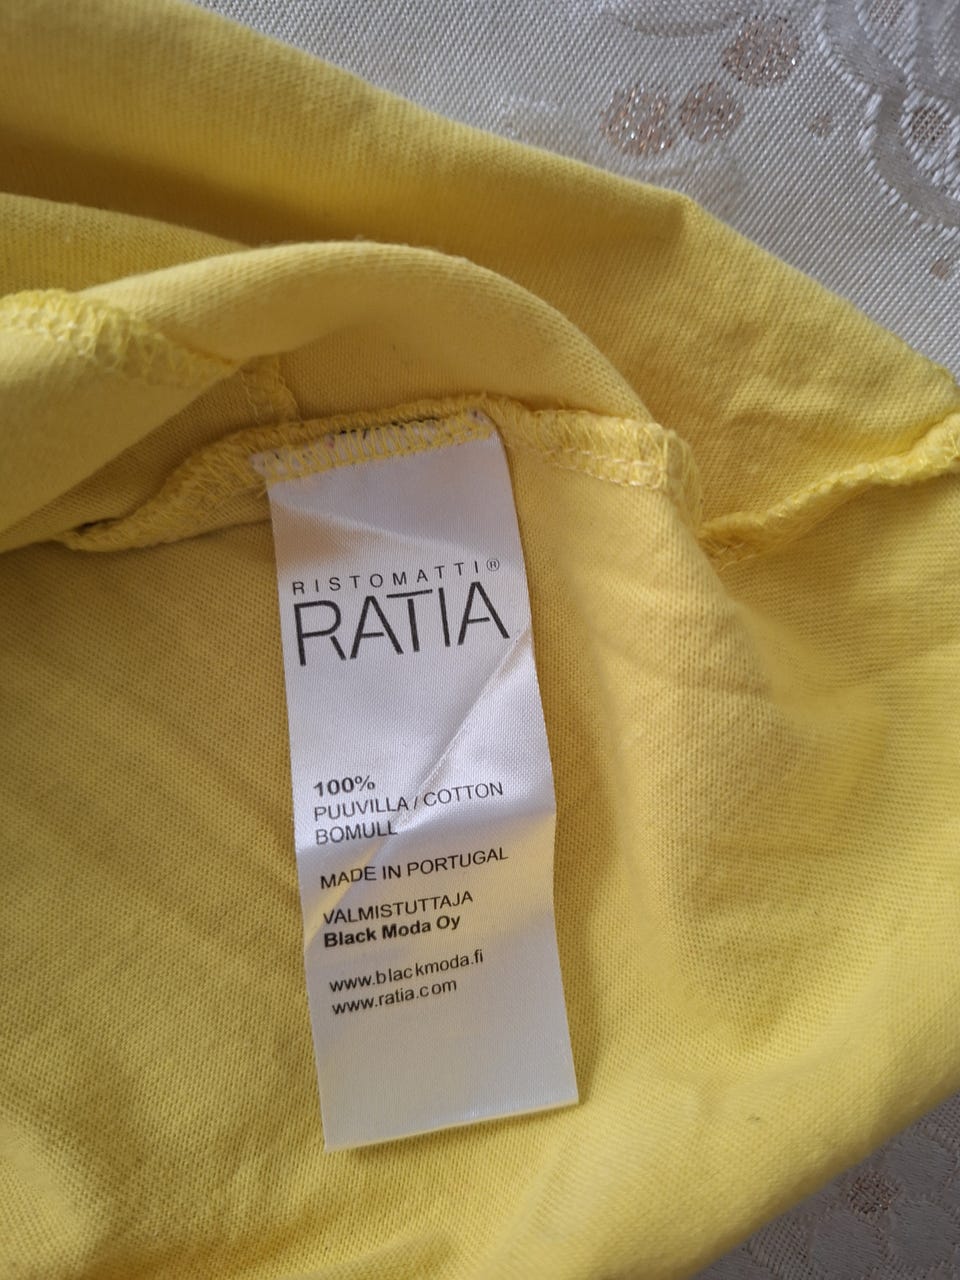 RISTOMATTI®
RATIA
100%
PUUVILLA / COTTON
BOMULL
MADE IN PORTUGAL
VALMISTUTTAJA
Black Moda Oy
www.blackmoda.fi
www.ratia.com